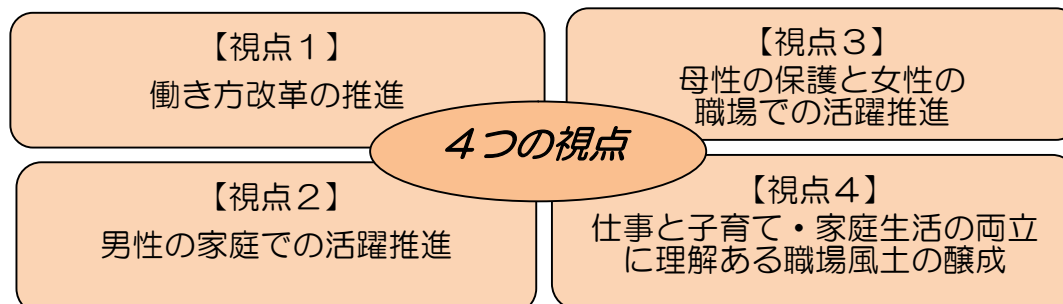 【視点１】
働き方改革の推進
【視点２】
男性の家庭での活躍推進
４つの視点
【視点３】
母性の保護と女性の
職場での活躍推進
【視点４】
仕事と子育て・家庭生活の両立
に理解ある職場風土の醸成